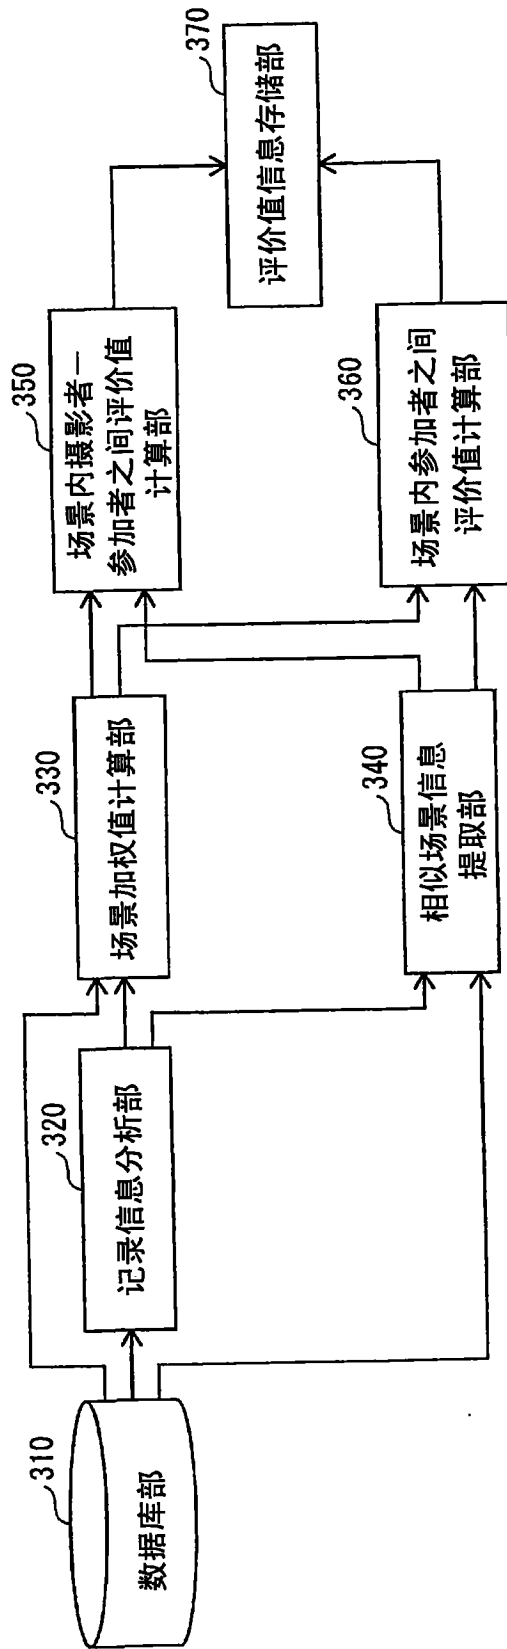 310
数据库部
320
记录信息分析部
330
场景加权值计算部
340
相似场景信息
提取部
350
场景内摄影者－
参加者之间评价值
计算部
360
场景内参加者之间
评价值计算部
370
评价值信息存储部